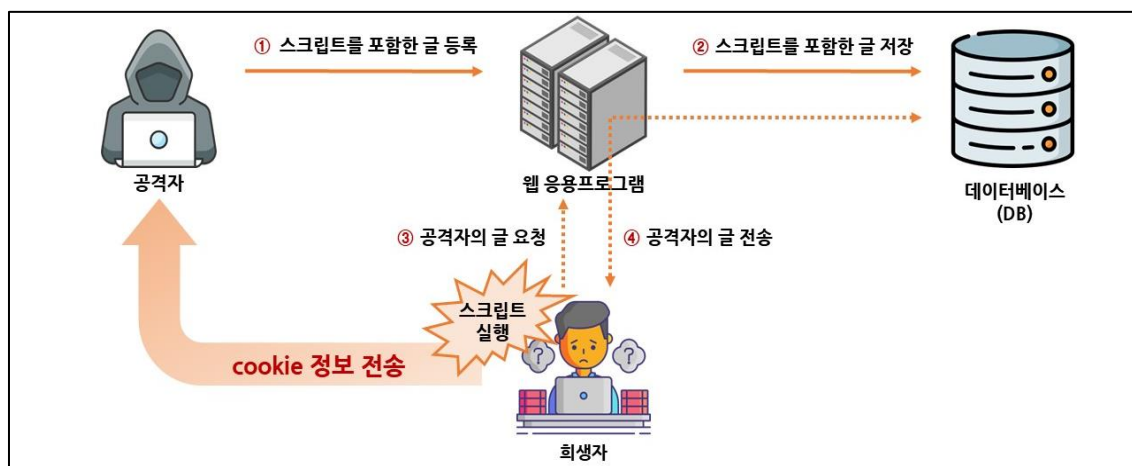 ① 스크립트를 포함한 글 등록
② 스크립트를 포함한 글 저장
공격자
웹 응용프로그램
데이터베이스
(DB)
③ 공격자의 글 요청
④ 공격자의 글 전송
스크립트
실행
cookie 정보 전송
?
?
희생자